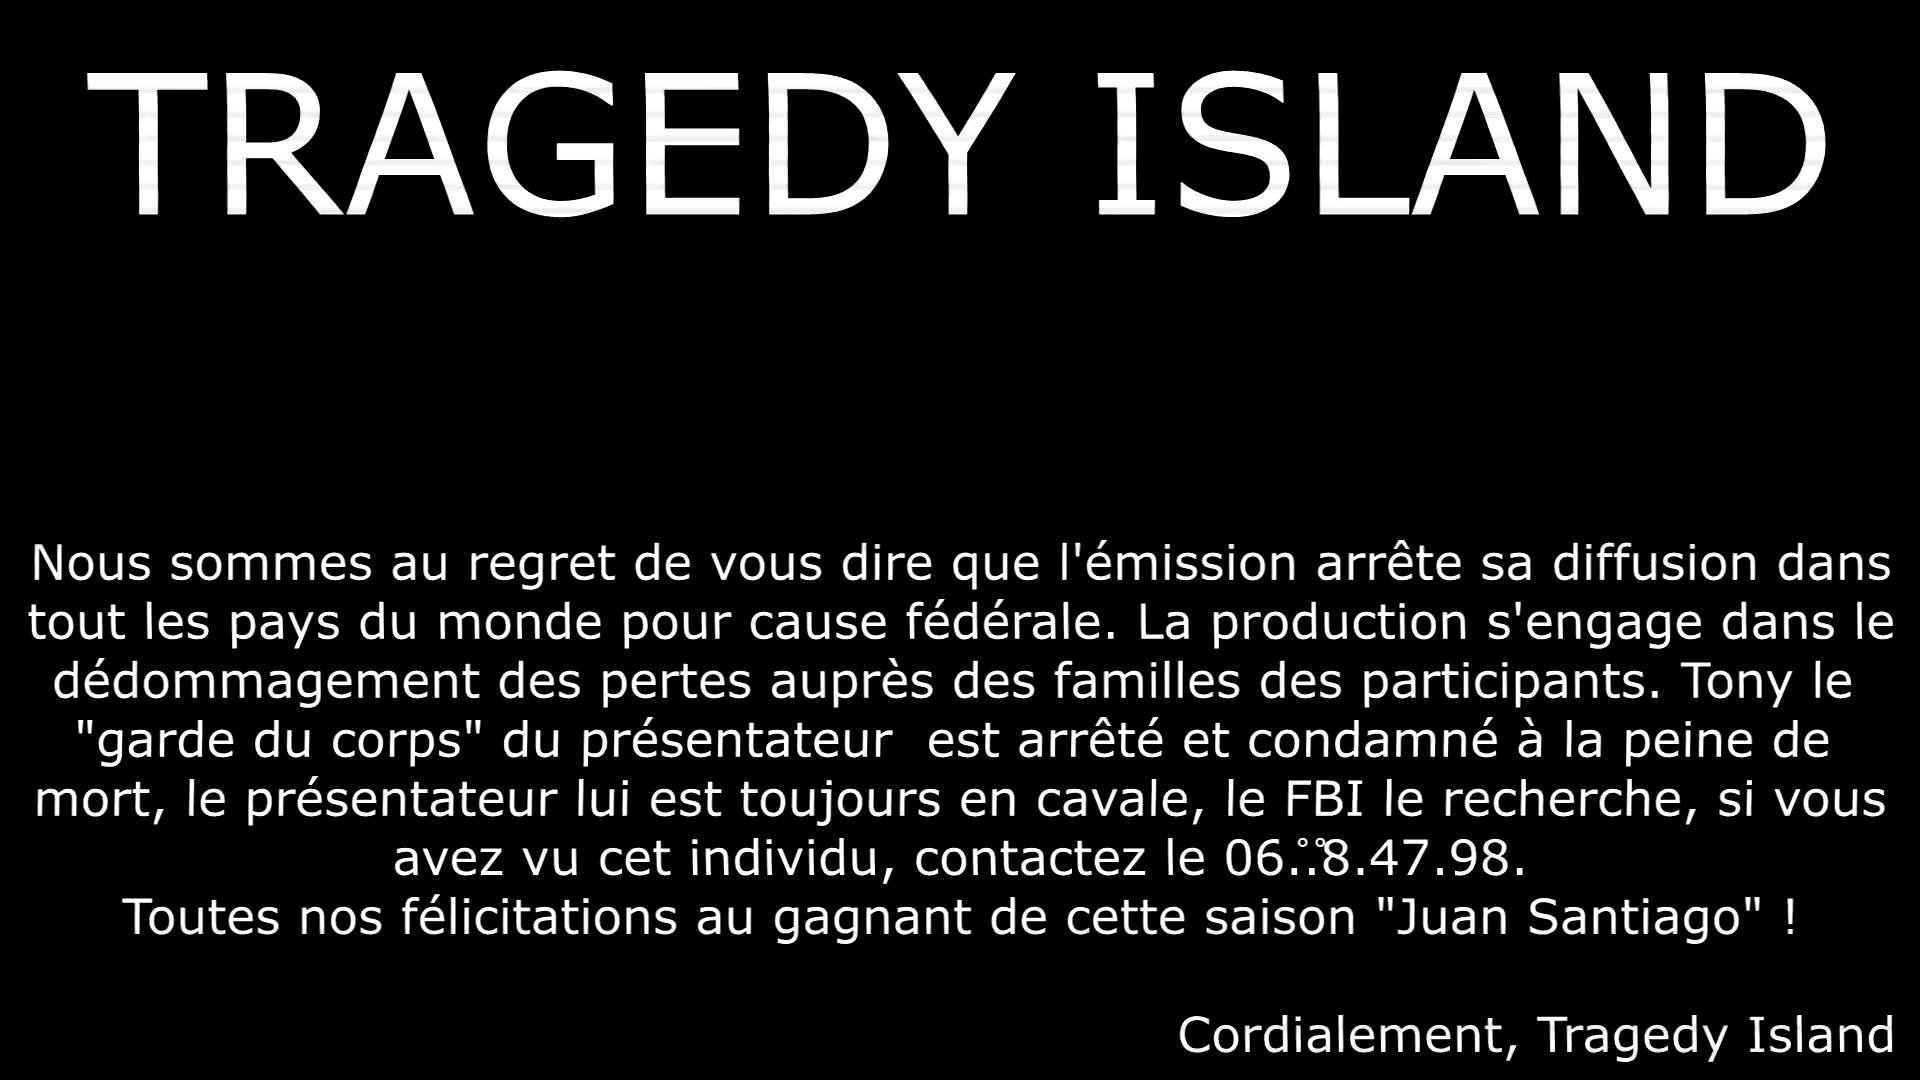 TRAGEDY ISLAND
Nous sommes au regret de vous dire que l'émission arrête sa diffusion dans
tout les pays du monde pour cause fédérale. La production s'engage dans le
dédommagement des pertes auprès des familles des participants. Tony le
"garde du corps" du présentateur  est arrêté et condamné à la peine de
mort, le présentateur lui est toujours en cavale, le FBI le recherche, si vous
avez vu cet individu, contactez le 06.̊.̊8.47.98.
Toutes nos félicitations au gagnant de cette saison "Juan Santiago" !
Cordialement, Tragedy Island